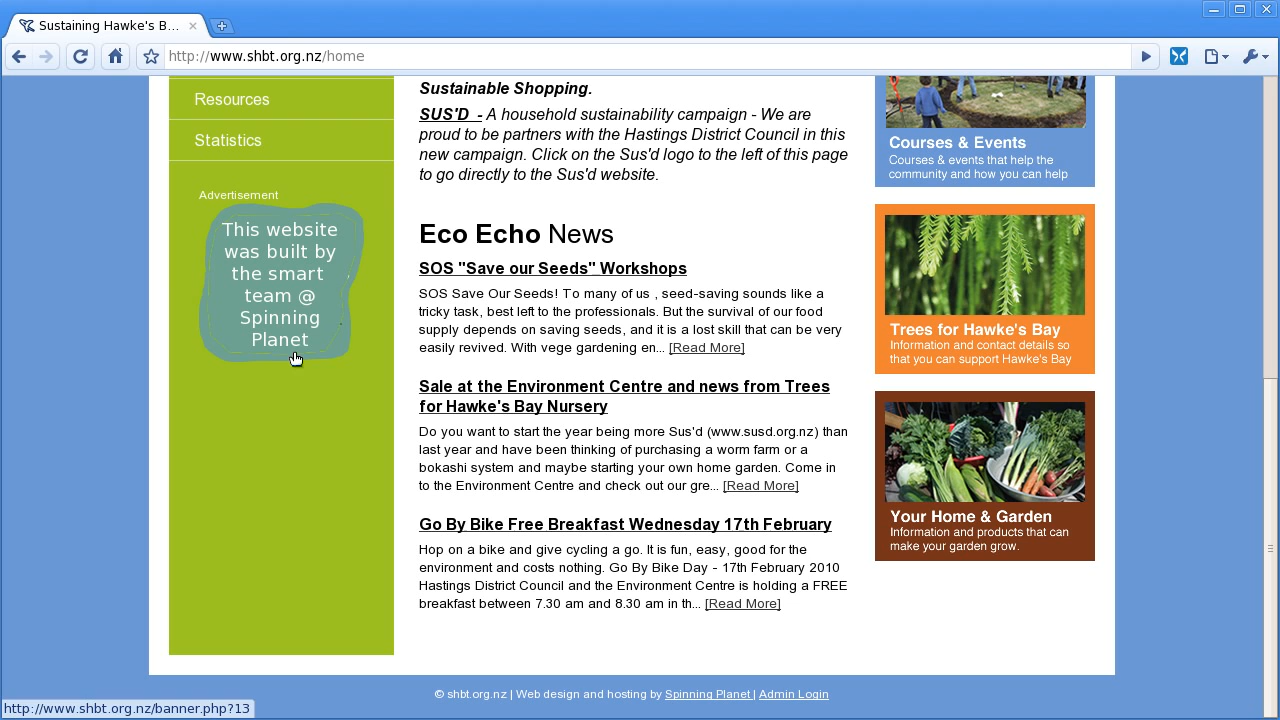 Sustaining Hawke's B...
http://www.shbt.org.nz/home
Resources
Statistics
Advertisement
This website
was built by
the smart
team @
Spinning
Planet
Sustainable Shopping.
SUS'D - A household sustainability campaign - We are
proud to be partners with the Hastings District Council in this
new campaign. Click on the Sus'd logo to the left of this page
to go directly to the Sus'd website.
Eco Echo News
SOS "Save our Seeds" Workshops
SOS Save Our Seeds! To many of us , seed-saving sounds like a
tricky task, best left to the professionals. But the survival of our food
supply depends on saving seeds, and it is a lost skill that can be very
easily revived. With vege gardening en... [Read More]
Sale at the Environment Centre and news from Trees
for Hawke's Bay Nursery
Do you want to start the year being more Sus'd (www.susd.org.nz) than
last year and have been thinking of purchasing a worm farm or a
bokashi system and maybe starting your own home garden. Come in
to the Environment Centre and check out our gre... [Read More]
Go By Bike Free Breakfast Wednesday 17th February
Hop on a bike and give cycling a go. It is fun, easy, good for the
environment and costs nothing. Go By Bike Day - 17th February 2010
Hastings District Council and the Environment Centre is holding a FREE
breakfast between 7.30 am and 8.30 am in th... [Read More]
Courses & Events
Courses & events that help the
community and how you can help
Trees for Hawke's Bay
Information and contact details so
that you can support Hawke's Bay
Your Home & Garden
Information and products that can
make your garden grow.
© shbt.org.nz | Web design and hosting by Spinning Planet | Admin Login
http://www.shbt.org.nz/banner.php?13